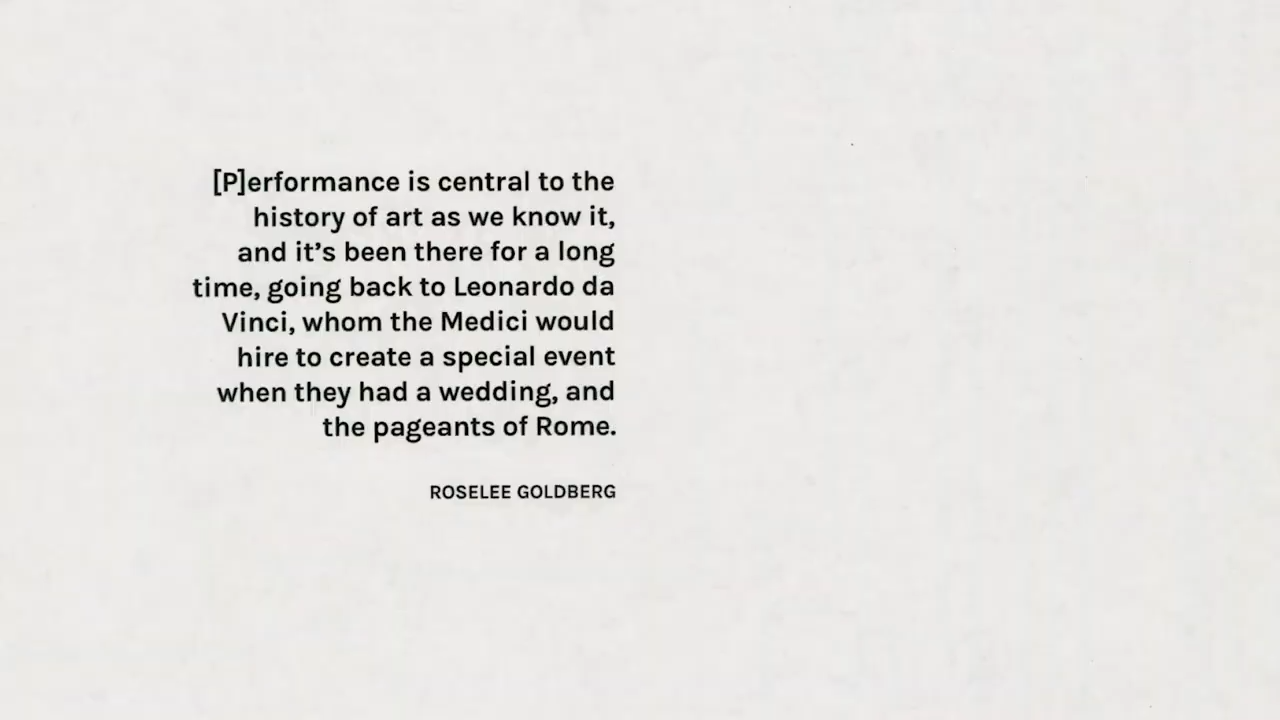 [P]erformance is central to the
history of art as we know it,
and it’s been there for a long
time, going back to Leonardo da
Vinci, whom the Medici would
hire to create a special event
when they had a wedding, and
the pageants of Rome.
ROSELEE GOLDBERG